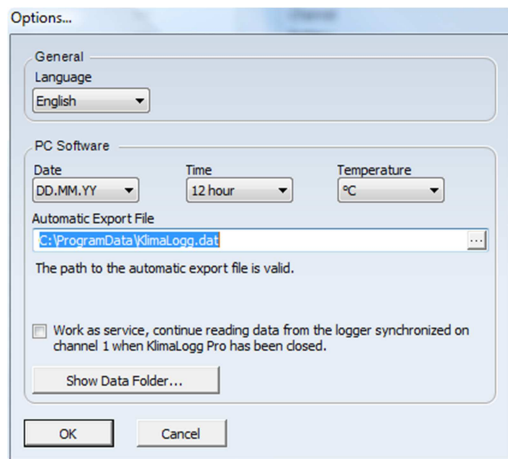 Options...
General
Language
English
PC Software
Date Time Temperature
DD.MM.YY 12 hour ºC
Automatic Export File
C:\ProgramData\KlimaLogg.dat ...
The path to the automatic export file is valid.
Work as service, continue reading data from the logger synchronized on
channel 1 when KlimaLogg Pro has been closed.
Show Data Folder...
OK Cancel